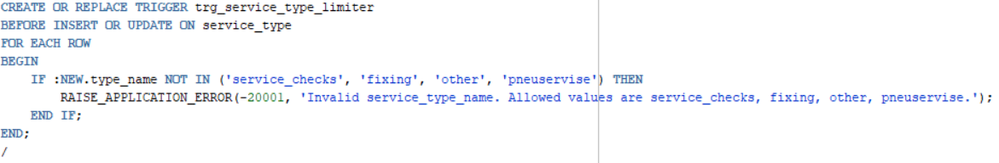 CREATE OR REPLACE TRIGGER trg_service_type_limiter
BEFORE INSERT OR UPDATE ON service_type
FOR EACH ROW
BEGIN
    IF :NEW.type_name NOT IN ('service_checks', 'fixing', 'other', 'pneuservise') THEN
        RAISE_APPLICATION_ERROR(-20001, 'Invalid service_type_name. Allowed values are service_checks, fixing, other, pneuservise.');
    END IF;
END;
/